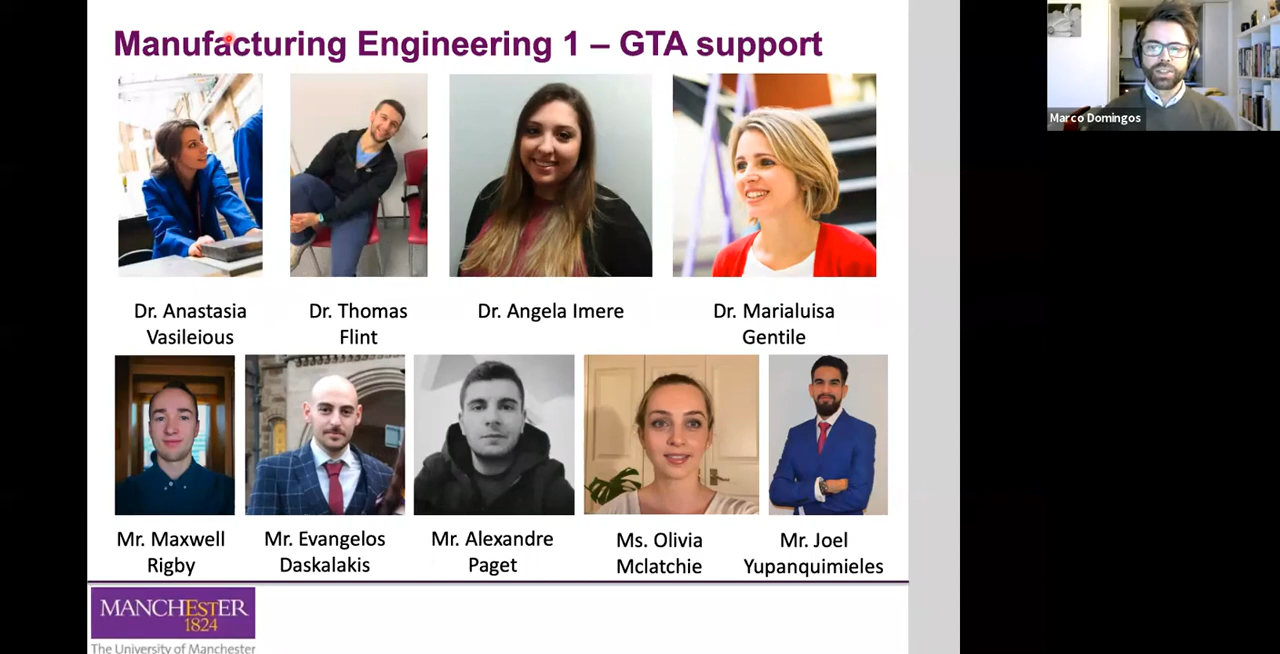 Manufacturing Engineering 1 – GTA support
Marco Domingos
Dr. Anastasia
Vasileious
Dr. Thomas
Flint
Dr. Angela Imere
Dr. Marialuisa
Gentile
Mr. Maxwell
Rigby
Mr. Evangelos
Daskalakis
Mr. Alexandre
Paget
Ms. Olivia
Mclatchie
Mr. Joel
Yupanquimieles
MANCHESTER
1824
The University of Manchester